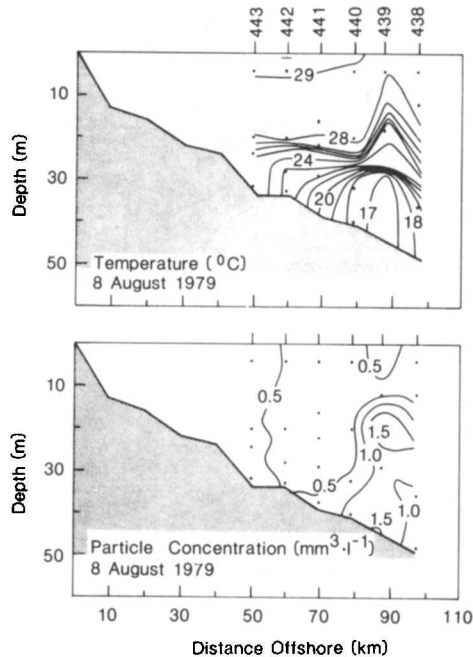 443 442 441 440 439 438
29
10
28
24
30
20
17
18
50
Depth (m)
Temperature (°C)
8 August 1979
0.5
10
0.5
1.5
1.0
30
0.5
1.0
1.5
50
Depth (m)
Particle Concentration (mm³·l⁻¹)
8 August 1979
10 30 50 70 90 110
Distance Offshore (km)